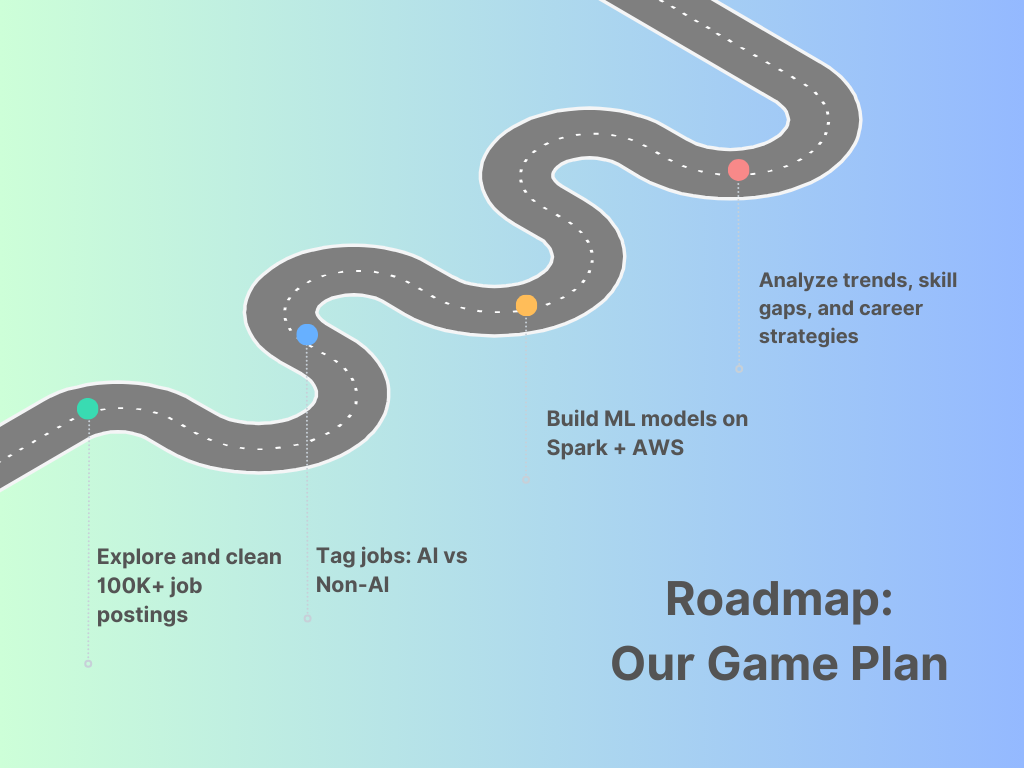 Analyze trends, skill
gaps, and career
strategies
Build ML models on
Spark + AWS
Explore and clean
100K+ job
postings
Tag jobs: AI vs
Non-AI
Roadmap:
Our Game Plan